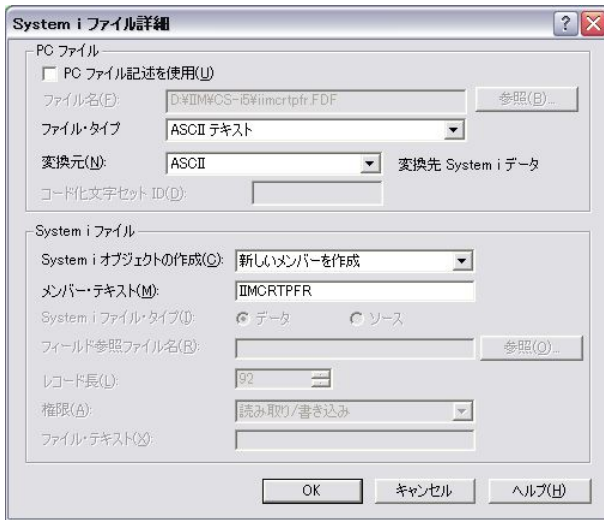 System i ファイル詳細
PC ファイル
PC ファイル記述を使用(U)
ファイル名(F): D:¥IIM¥CS-i5¥iimcrtpfr.FDF 参照(B)...
ファイル・タイプ ASCII テキスト
変換元(N): ASCII 変換先 System i データ
コード化文字セット ID(D):
System i ファイル
System i オブジェクトの作成(C): 新しいメンバーを作成
メンバー・テキスト(M): IIMCRTPFR
System i ファイル・タイプ(I): データ ソース
フィールド参照ファイル名(R): 参照(O)...
レコード長(L): 92
権限(A): 読み取り/書き込み
ファイル・テキスト(X):
OK キャンセル ヘルプ(H)